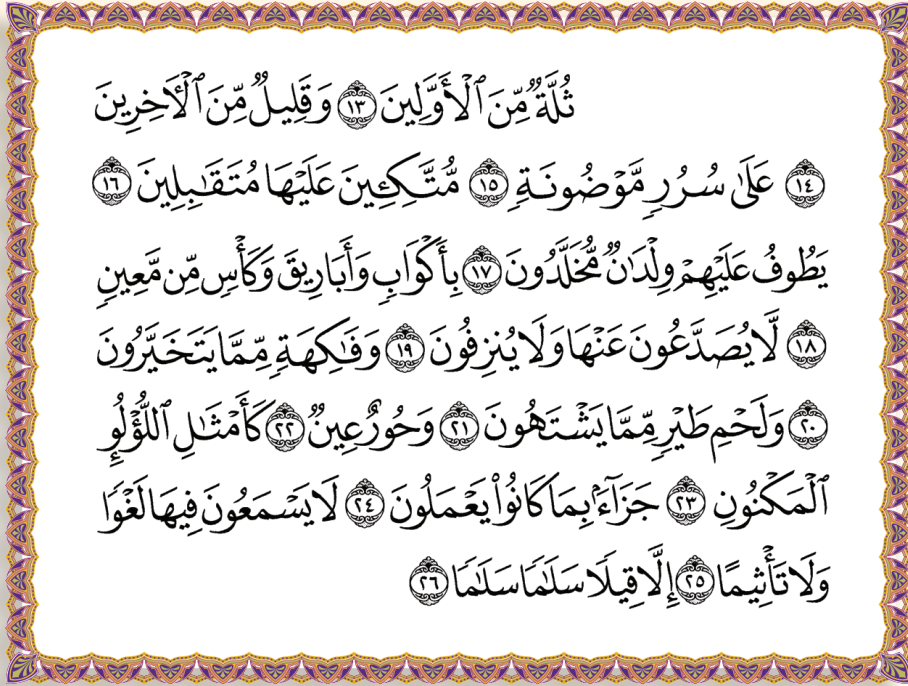 ثُلَّةٌ مِّنَ ٱلْأَوَّلِينَ ١٣ وَقَلِيلٌ مِّنَ ٱلْآخِرِينَ
١٤ عَلَىٰ سُرُرٍ مَّوْضُونَةٍ ١٥ مُّتَّكِـِٔينَ عَلَيْهَا مُتَقَٰبِلِينَ ١٦
يَطُوفُ عَلَيْهِمْ وِلْدَٰنٌ مُّخَلَّدُونَ ١٧ بِأَكْوَابٍ وَأَبَارِيقَ وَكَأْسٍ مِّن مَّعِينٍ
١٨ لَّا يُصَدَّعُونَ عَنْهَا وَلَا يُنزِفُونَ ١٩ وَفَٰكِهَةٍ مِّمَّا يَتَخَيَّرُونَ
٢٠ وَلَحْمِ طَيْرٍ مِّمَّا يَشْتَهُونَ ٢١ وَحُورٌ عِينٌ ٢٢ كَأَمْثَٰلِ ٱللُّؤْلُؤِ
ٱلْمَكْنُونِ ٢٣ جَزَآءًۢ بِمَا كَانُوا۟ يَعْمَلُونَ ٢٤ لَا يَسْمَعُونَ فِيهَا لَغْوًا
وَلَا تَأْثِيمًا ٢٥ إِلَّا قِيلًا سَلَٰمًا سَلَٰمًا ٢٦